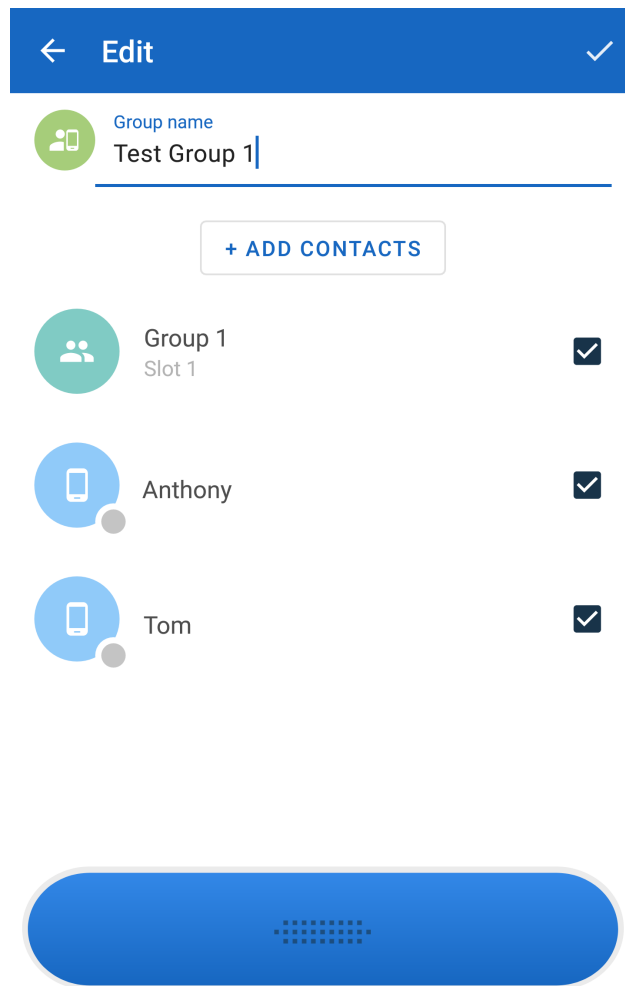 Edit
Group name
Test Group 1
+ ADD CONTACTS
Group 1
Slot 1
Anthony
Tom